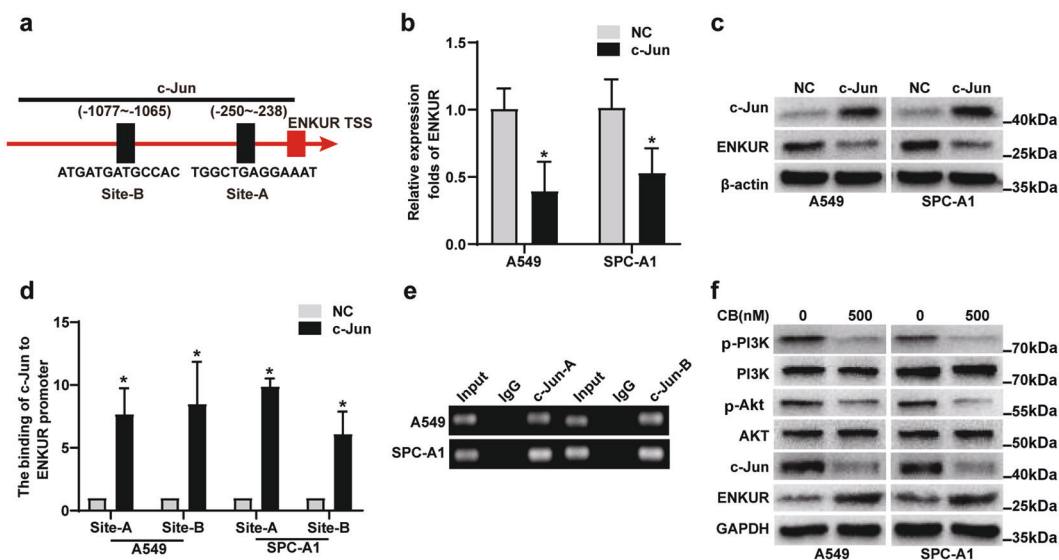 a
c-Jun
(-1077~-1065) (-250~-238)
ENKUR TSS
ATGATGATGCCAC TGGCTGAGGAAAT
Site-B Site-A
b
NC
c-Jun
Relative expression
folds of ENKUR
1.5
1.0
0.5
0.0
*
*
A549 SPC-A1
c
NC c-Jun NC c-Jun
c-Jun 40kDa
ENKUR 25kDa
β-actin 35kDa
A549 SPC-A1
d
NC
c-Jun
The binding of c-Jun to
ENKUR promoter
15
10
5
0
* * * *
Site-A Site-B Site-A Site-B
A549 SPC-A1
e
Input IgG c-Jun-A Input IgG c-Jun-B
A549
SPC-A1
f
CB(nM) 0 500 0 500
p-PI3K 70kDa
PI3K 70kDa
p-Akt 55kDa
AKT 50kDa
c-Jun 40kDa
ENKUR 25kDa
GAPDH 35kDa
A549 SPC-A1